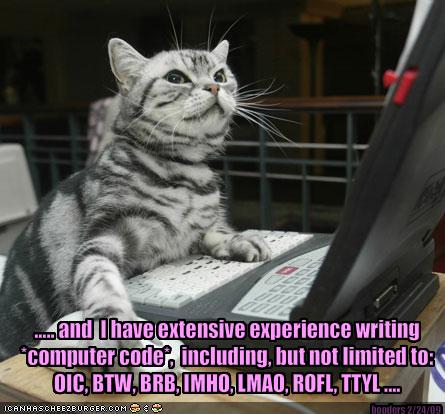 ..... and  I have extensive experience writing
*computer code*,  including, but not limited to:
OIC, BTW, BRB, IMHO, LMAO, ROFL, TTYL ....
ICANHASCHEEZBURGER.COM &